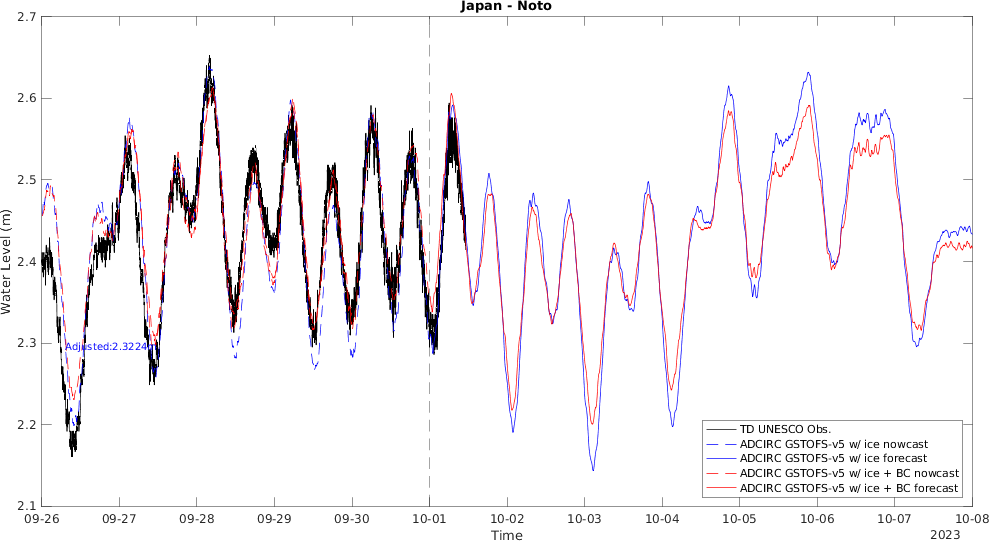 Japan - Noto
2.7
2.6
2.5
2.4
2.3
2.2
2.1
Water Level (m)
Adjusted:2.3224
TD UNESCO Obs.
ADCIRC GSTOFS-v5 w/ ice nowcast
ADCIRC GSTOFS-v5 w/ ice forecast
ADCIRC GSTOFS-v5 w/ ice + BC nowcast
ADCIRC GSTOFS-v5 w/ ice + BC forecast
09-26 09-27 09-28 09-29 09-30 10-01 10-02 10-03 10-04 10-05 10-06 10-07 10-08
Time
2023